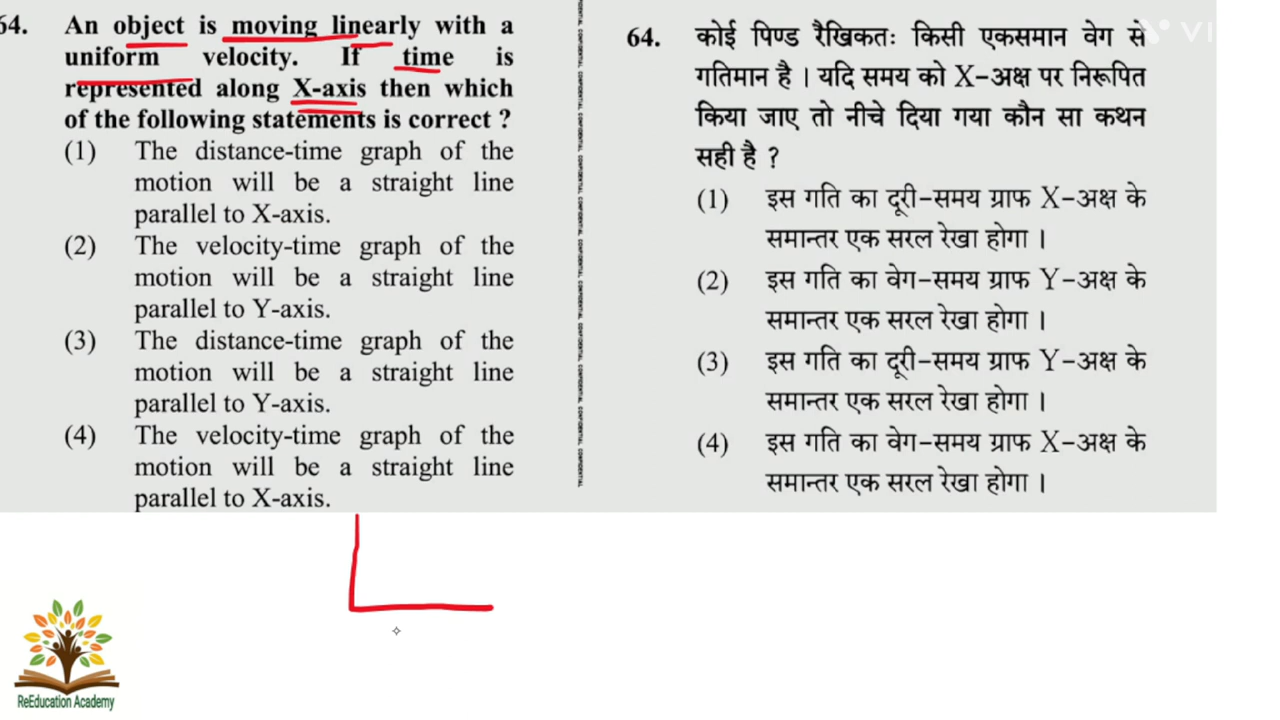 64. An object is moving linearly with a
uniform velocity. If time is
represented along X-axis then which
of the following statements is correct ?
(1) The distance-time graph of the
motion will be a straight line
parallel to X-axis.
(2) The velocity-time graph of the
motion will be a straight line
parallel to Y-axis.
(3) The distance-time graph of the
motion will be a straight line
parallel to Y-axis.
(4) The velocity-time graph of the
motion will be a straight line
parallel to X-axis.
64. कोई पिण्ड रैखिकतः किसी एकसमान वेग से
गतिमान है । यदि समय को X-अक्ष पर निरूपित
किया जाए तो नीचे दिया गया कौन सा कथन
सही है ?
(1) इस गति का दूरी-समय ग्राफ X-अक्ष के
समान्तर एक सरल रेखा होगा ।
(2) इस गति का वेग-समय ग्राफ Y-अक्ष के
समान्तर एक सरल रेखा होगा ।
(3) इस गति का दूरी-समय ग्राफ Y-अक्ष के
समान्तर एक सरल रेखा होगा ।
(4) इस गति का वेग-समय ग्राफ X-अक्ष के
समान्तर एक सरल रेखा होगा ।
VI
ReEducation Academy